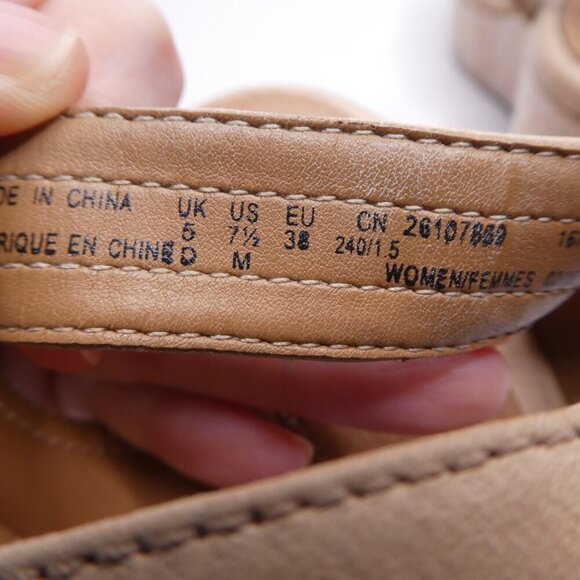 DE IN CHINA UK US EU CN 26107869
RIQUE EN CHINE 5 7½ 38 240/1.5
D M WOMEN/FEMMES